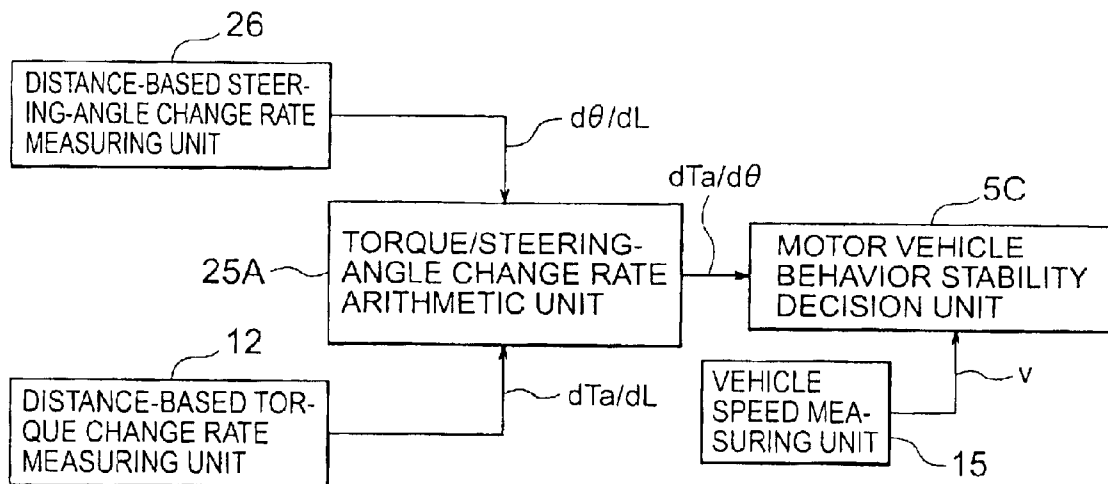 26
DISTANCE-BASED STEER-
ING-ANGLE CHANGE RATE
MEASURING UNIT
dθ/dL
dTa/dθ
5C
25A
TORQUE/STEERING-
ANGLE CHANGE RATE
ARITHMETIC UNIT
MOTOR VEHICLE
BEHAVIOR STABILITY
DECISION UNIT
12
DISTANCE-BASED TOR-
QUE CHANGE RATE
MEASURING UNIT
dTa/dL
VEHICLE
SPEED MEA-
SURING UNIT
v
15